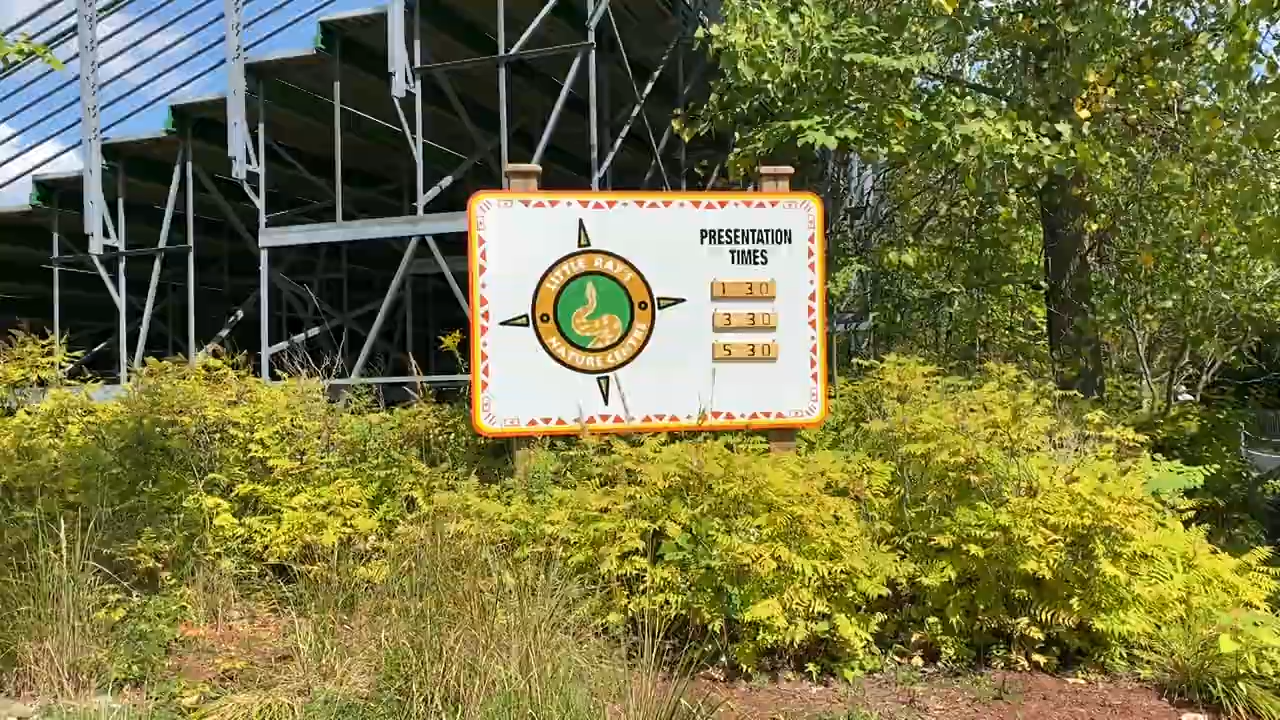 LITTLE RAY'S
NATURE CENTRE
PRESENTATION
TIMES
1 30
3 30
5 30